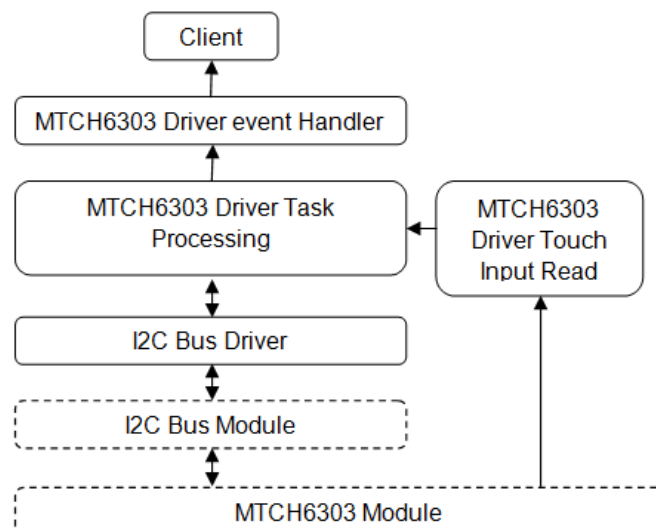 Client
MTCH6303 Driver event Handler
MTCH6303 Driver Task
Processing
MTCH6303
Driver Touch
Input Read
I2C Bus Driver
I2C Bus Module
MTCH6303 Module